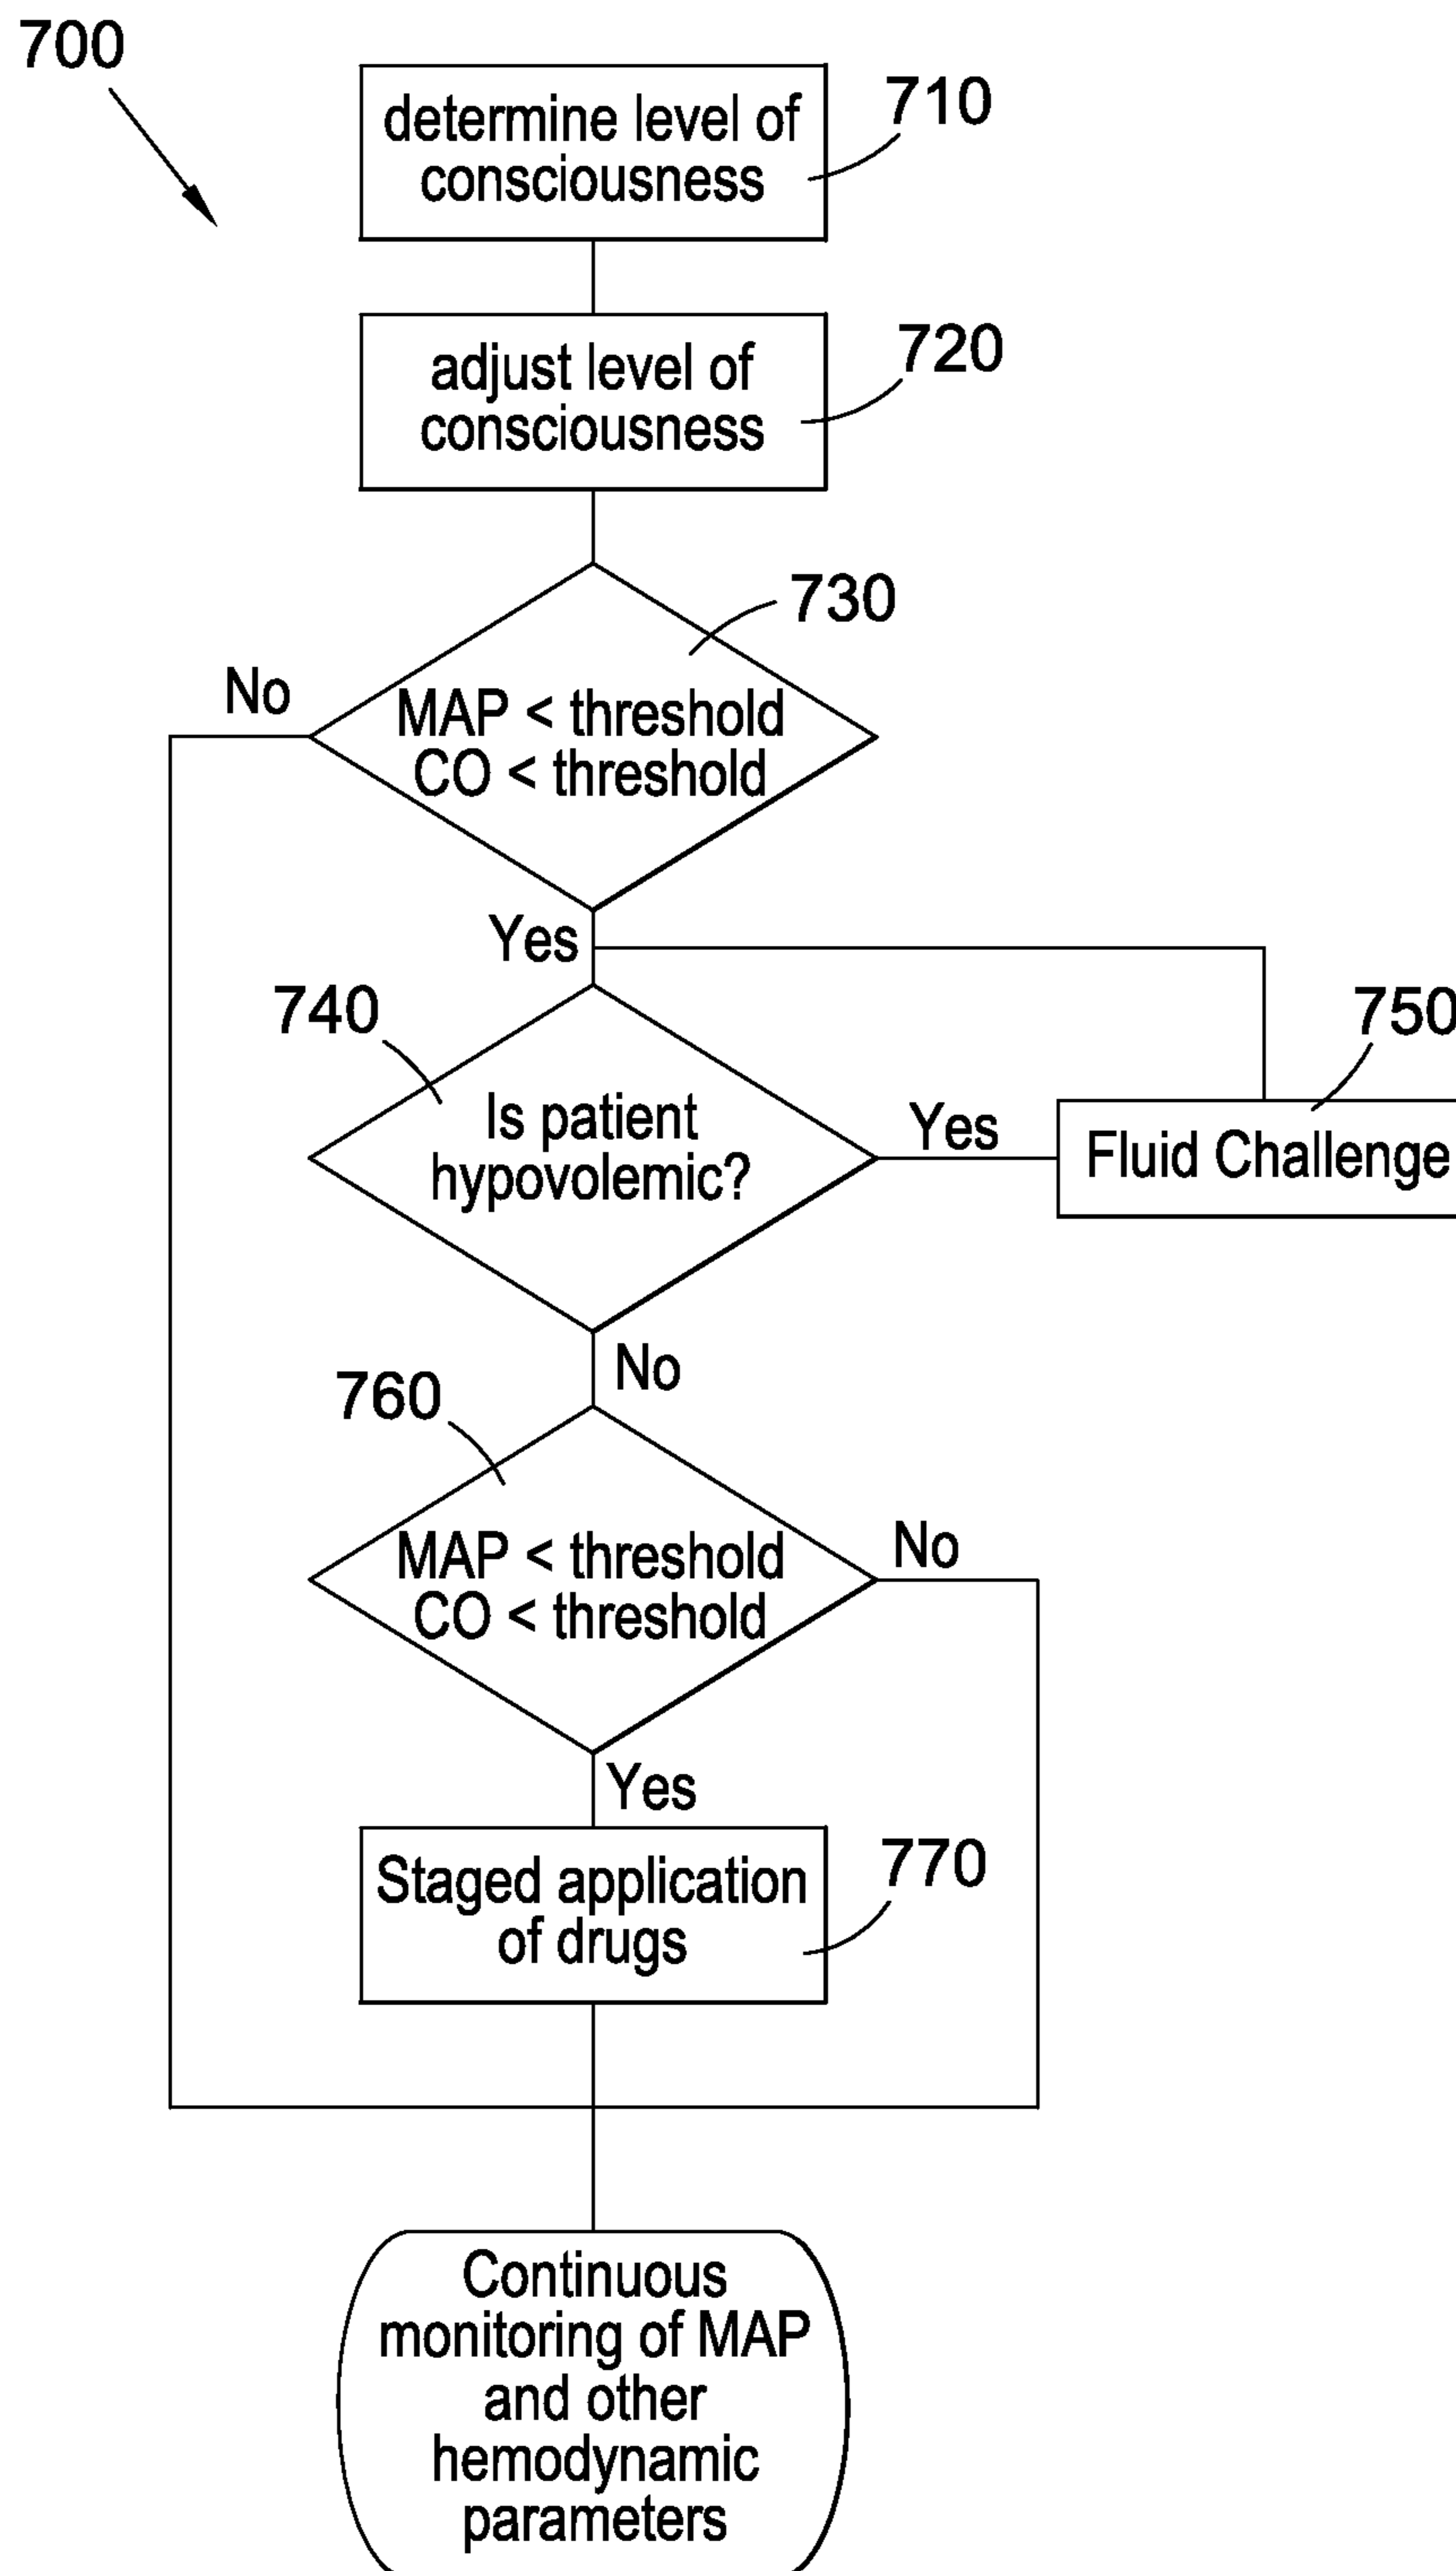 700
determine level of
consciousness
710
adjust level of
consciousness
720
730
No
MAP < threshold
CO < threshold
Yes
740
750
Is patient
hypovolemic?
Yes
Fluid Challenge
No
760
MAP < threshold
CO < threshold
No
Yes
Staged application
of drugs
770
Continuous
monitoring of MAP
and other
hemodynamic
parameters